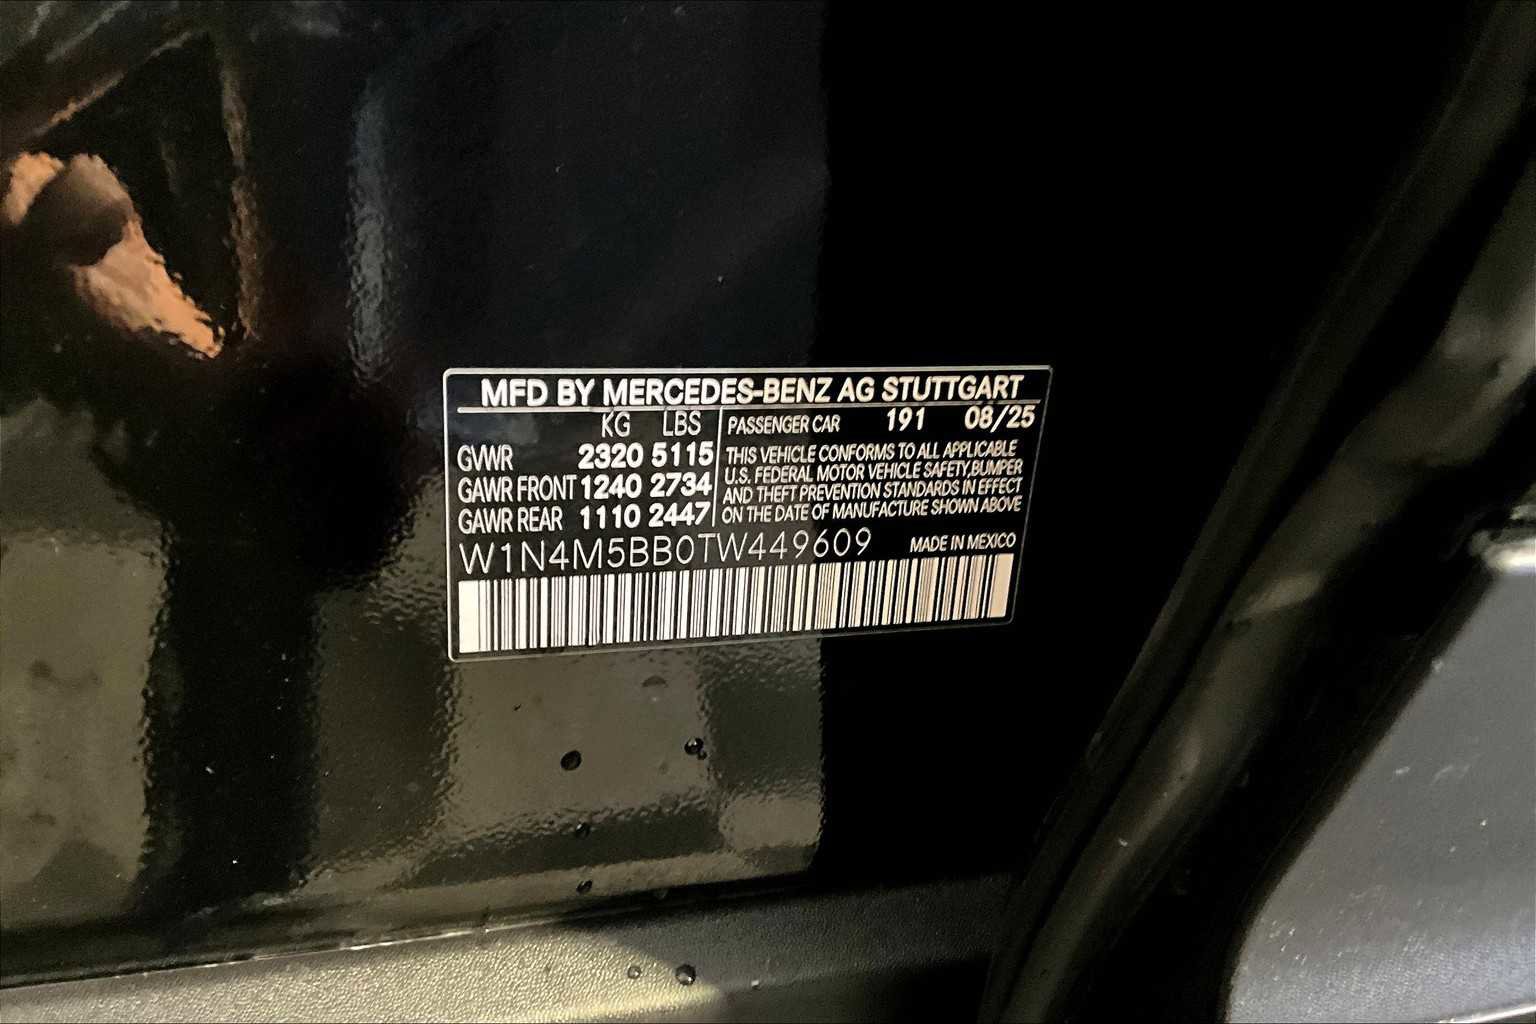 MFD BY MERCEDES-BENZ AG STUTTGART
KG LBS
GVWR 2320 5115
GAWR FRONT 1240 2734
GAWR REAR 1110 2447
PASSENGER CAR 191 08/25
THIS VEHICLE CONFORMS TO ALL APPLICABLE
U.S. FEDERAL MOTOR VEHICLE SAFETY,BUMPER
AND THEFT PREVENTION STANDARDS IN EFFECT
ON THE DATE OF MANUFACTURE SHOWN ABOVE
W1N4M5BB0TW449609 MADE IN MEXICO